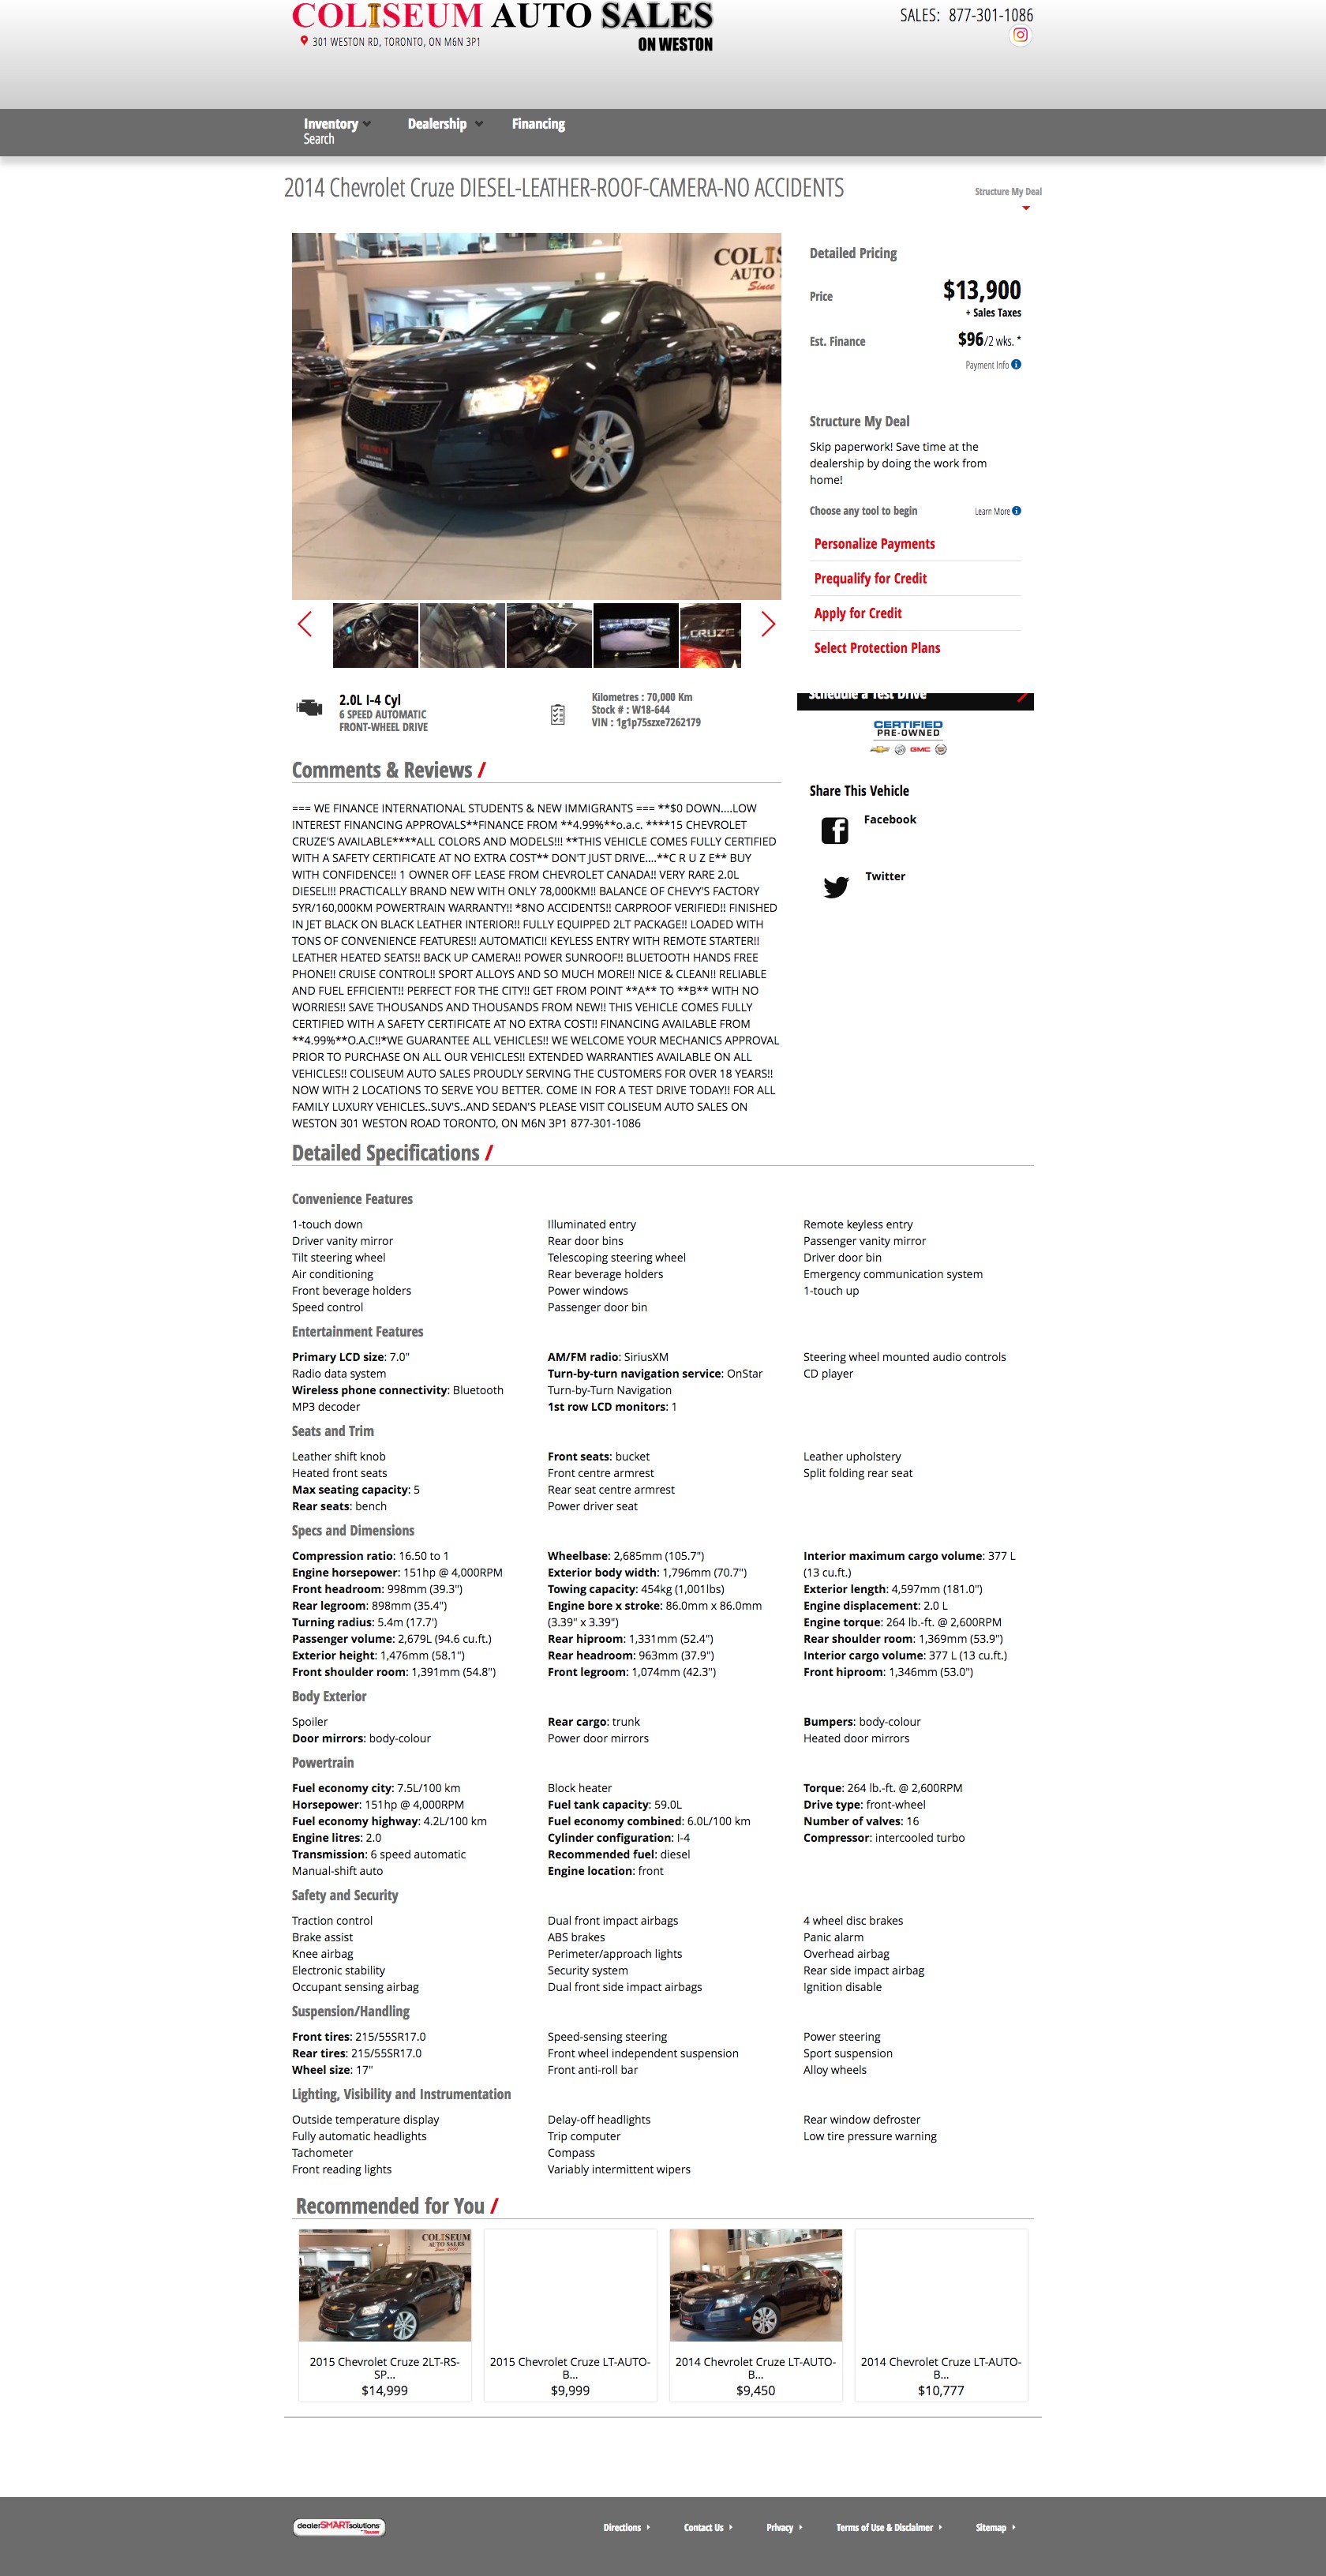 COLISEUM AUTO SALES
ON WESTON
301 WESTON RD, TORONTO, ON M6N 3P1
SALES: 877-301-1086
Inventory
Search
Dealership
Financing
2014 Chevrolet Cruze DIESEL-LEATHER-ROOF-CAMERA-NO ACCIDENTS
Structure My Deal
COLIS
AUTO
Since
Detailed Pricing
Price
$13,900
+ Sales Taxes
Est. Finance
$96/2 wks. *
Payment Info
Structure My Deal
Skip paperwork! Save time at the
dealership by doing the work from
home!
Choose any tool to begin
Learn More
Personalize Payments
Prequalify for Credit
Apply for Credit
Select Protection Plans
CRUZE
2.0L I-4 Cyl
6 SPEED AUTOMATIC
FRONT-WHEEL DRIVE
Kilometres : 70,000 Km
Stock # : W18-644
VIN : 1g1p75szxe7262179
Schedule a Test Drive
CERTIFIED
PRE-OWNED
GMC
Share This Vehicle
Facebook
Twitter
Comments & Reviews /
=== WE FINANCE INTERNATIONAL STUDENTS & NEW IMMIGRANTS === **$0 DOWN....LOW
INTEREST FINANCING APPROVALS**FINANCE FROM **4.99%**o.a.c. ****15 CHEVROLET
CRUZE'S AVAILABLE****ALL COLORS AND MODELS!!! **THIS VEHICLE COMES FULLY CERTIFIED
WITH A SAFETY CERTIFICATE AT NO EXTRA COST** DON'T JUST DRIVE....**C R U Z E** BUY
WITH CONFIDENCE!! 1 OWNER OFF LEASE FROM CHEVROLET CANADA!! VERY RARE 2.0L
DIESEL!!! PRACTICALLY BRAND NEW WITH ONLY 78,000KM!! BALANCE OF CHEVY'S FACTORY
5YR/160,000KM POWERTRAIN WARRANTY!! *8NO ACCIDENTS!! CARPROOF VERIFIED!! FINISHED
IN JET BLACK ON BLACK LEATHER INTERIOR!! FULLY EQUIPPED 2LT PACKAGE!! LOADED WITH
TONS OF CONVENIENCE FEATURES!! AUTOMATIC!! KEYLESS ENTRY WITH REMOTE STARTER!!
LEATHER HEATED SEATS!! BACK UP CAMERA!! POWER SUNROOF!! BLUETOOTH HANDS FREE
PHONE!! CRUISE CONTROL!! SPORT ALLOYS AND SO MUCH MORE!! NICE & CLEAN!! RELIABLE
AND FUEL EFFICIENT!! PERFECT FOR THE CITY!! GET FROM POINT **A** TO **B** WITH NO
WORRIES!! SAVE THOUSANDS AND THOUSANDS FROM NEW!! THIS VEHICLE COMES FULLY
CERTIFIED WITH A SAFETY CERTIFICATE AT NO EXTRA COST!! FINANCING AVAILABLE FROM
**4.99%**O.A.C!!*WE GUARANTEE ALL VEHICLES!! WE WELCOME YOUR MECHANICS APPROVAL
PRIOR TO PURCHASE ON ALL OUR VEHICLES!! EXTENDED WARRANTIES AVAILABLE ON ALL
VEHICLES!! COLISEUM AUTO SALES PROUDLY SERVING THE CUSTOMERS FOR OVER 18 YEARS!!
NOW WITH 2 LOCATIONS TO SERVE YOU BETTER. COME IN FOR A TEST DRIVE TODAY!! FOR ALL
FAMILY LUXURY VEHICLES..SUV'S..AND SEDAN'S PLEASE VISIT COLISEUM AUTO SALES ON
WESTON 301 WESTON ROAD TORONTO, ON M6N 3P1 877-301-1086
Detailed Specifications /
Convenience Features
1-touch down
Driver vanity mirror
Tilt steering wheel
Air conditioning
Front beverage holders
Speed control
Illuminated entry
Rear door bins
Telescoping steering wheel
Rear beverage holders
Power windows
Passenger door bin
Remote keyless entry
Passenger vanity mirror
Driver door bin
Emergency communication system
1-touch up
Entertainment Features
Primary LCD size: 7.0"
Radio data system
Wireless phone connectivity: Bluetooth
MP3 decoder
AM/FM radio: SiriusXM
Turn-by-turn navigation service: OnStar
Turn-by-Turn Navigation
1st row LCD monitors: 1
Steering wheel mounted audio controls
CD player
Seats and Trim
Leather shift knob
Heated front seats
Max seating capacity: 5
Rear seats: bench
Front seats: bucket
Front centre armrest
Rear seat centre armrest
Power driver seat
Leather upholstery
Split folding rear seat
Specs and Dimensions
Compression ratio: 16.50 to 1
Engine horsepower: 151hp @ 4,000RPM
Front headroom: 998mm (39.3")
Rear legroom: 898mm (35.4")
Turning radius: 5.4m (17.7')
Passenger volume: 2,679L (94.6 cu.ft.)
Exterior height: 1,476mm (58.1")
Front shoulder room: 1,391mm (54.8")
Wheelbase: 2,685mm (105.7")
Exterior body width: 1,796mm (70.7")
Towing capacity: 454kg (1,001lbs)
Engine bore x stroke: 86.0mm x 86.0mm
(3.39" x 3.39")
Rear hiproom: 1,331mm (52.4")
Rear headroom: 963mm (37.9")
Front legroom: 1,074mm (42.3")
Interior maximum cargo volume: 377 L
(13 cu.ft.)
Exterior length: 4,597mm (181.0")
Engine displacement: 2.0 L
Engine torque: 264 lb.-ft. @ 2,600RPM
Rear shoulder room: 1,369mm (53.9")
Interior cargo volume: 377 L (13 cu.ft.)
Front hiproom: 1,346mm (53.0")
Body Exterior
Spoiler
Door mirrors: body-colour
Rear cargo: trunk
Power door mirrors
Bumpers: body-colour
Heated door mirrors
Powertrain
Fuel economy city: 7.5L/100 km
Horsepower: 151hp @ 4,000RPM
Fuel economy highway: 4.2L/100 km
Engine litres: 2.0
Transmission: 6 speed automatic
Manual-shift auto
Block heater
Fuel tank capacity: 59.0L
Fuel economy combined: 6.0L/100 km
Cylinder configuration: I-4
Recommended fuel: diesel
Engine location: front
Torque: 264 lb.-ft. @ 2,600RPM
Drive type: front-wheel
Number of valves: 16
Compressor: intercooled turbo
Safety and Security
Traction control
Brake assist
Knee airbag
Electronic stability
Occupant sensing airbag
Dual front impact airbags
ABS brakes
Perimeter/approach lights
Security system
Dual front side impact airbags
4 wheel disc brakes
Panic alarm
Overhead airbag
Rear side impact airbag
Ignition disable
Suspension/Handling
Front tires: 215/55SR17.0
Rear tires: 215/55SR17.0
Wheel size: 17"
Speed-sensing steering
Front wheel independent suspension
Front anti-roll bar
Power steering
Sport suspension
Alloy wheels
Lighting, Visibility and Instrumentation
Outside temperature display
Fully automatic headlights
Tachometer
Front reading lights
Delay-off headlights
Trip computer
Compass
Variably intermittent wipers
Rear window defroster
Low tire pressure warning
Recommended for You /
COLISEUM
AUTO SALES
2015 Chevrolet Cruze 2LT-RS-
SP...
$14,999
2015 Chevrolet Cruze LT-AUTO-
B...
$9,999
2014 Chevrolet Cruze LT-AUTO-
B...
$9,450
2014 Chevrolet Cruze LT-AUTO-
B...
$10,777
dealerSMARTsolutions
Directions
Contact Us
Privacy
Terms of Use & Disclaimer
Sitemap